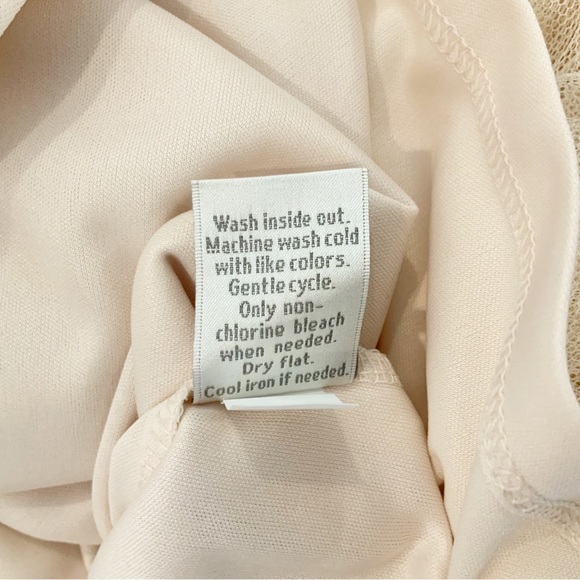 Wash inside out.
Machine wash cold
with like colors.
Gentle cycle.
Only non-
chlorine bleach
when needed.
Dry flat.
Cool iron if needed.